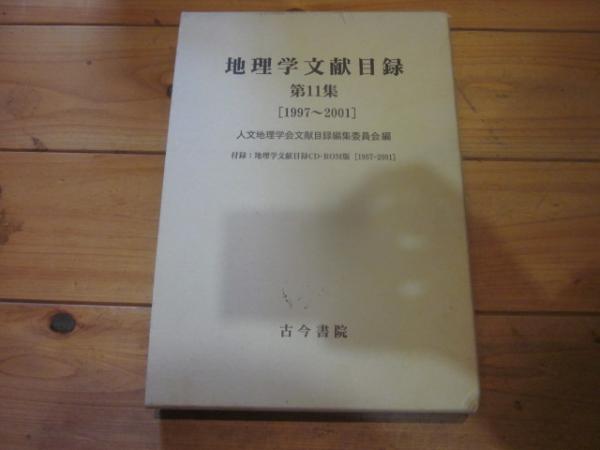 地理学文献目録
第11集
［1997～2001］
人文地理学会文献目録編集委員会編
付録：地理学文献目録CD-ROM版［1987-2001］
古今書院